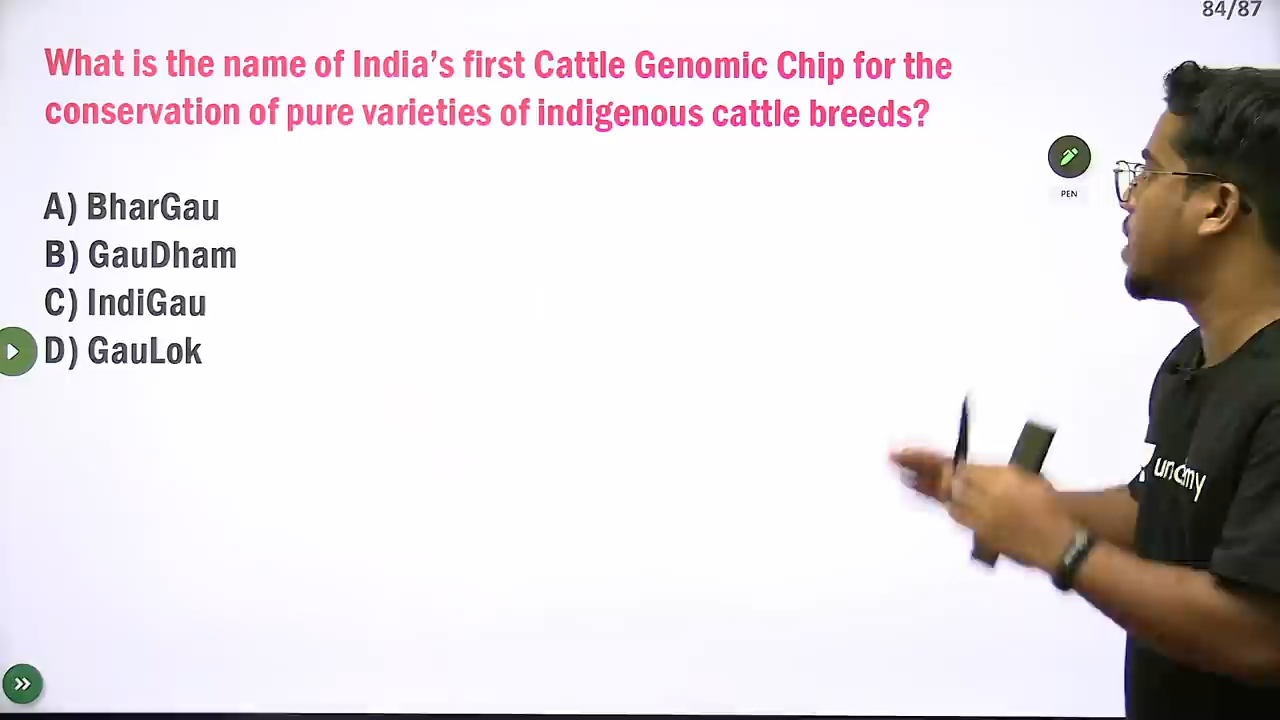 84/87
What is the name of India's first Cattle Genomic Chip for the
conservation of pure varieties of indigenous cattle breeds?
PEN
A) BharGau
B) GauDham
C) IndiGau
D) GauLok